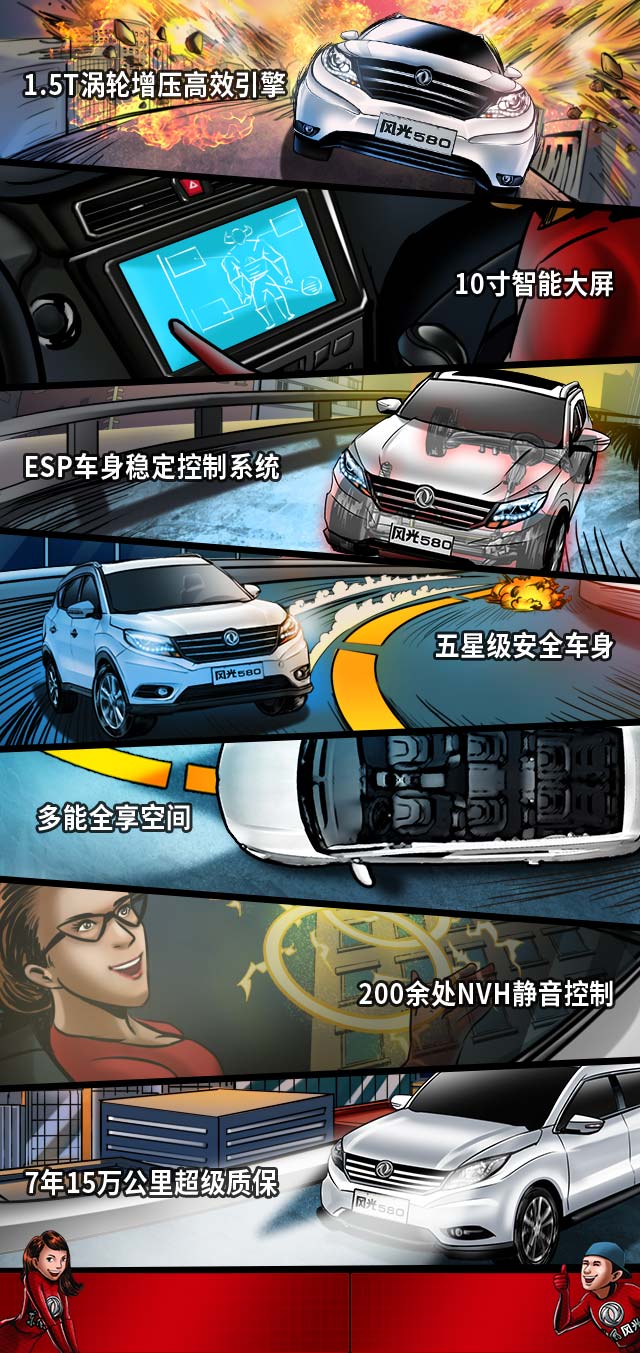 1.5T涡轮增压高效引擎
风光580
10寸智能大屏
ESP车身稳定控制系统
风光580
五星级安全车身
风光580
多能全享空间
200余处NVH静音控制
7年15万公里超级质保
风光580
风光